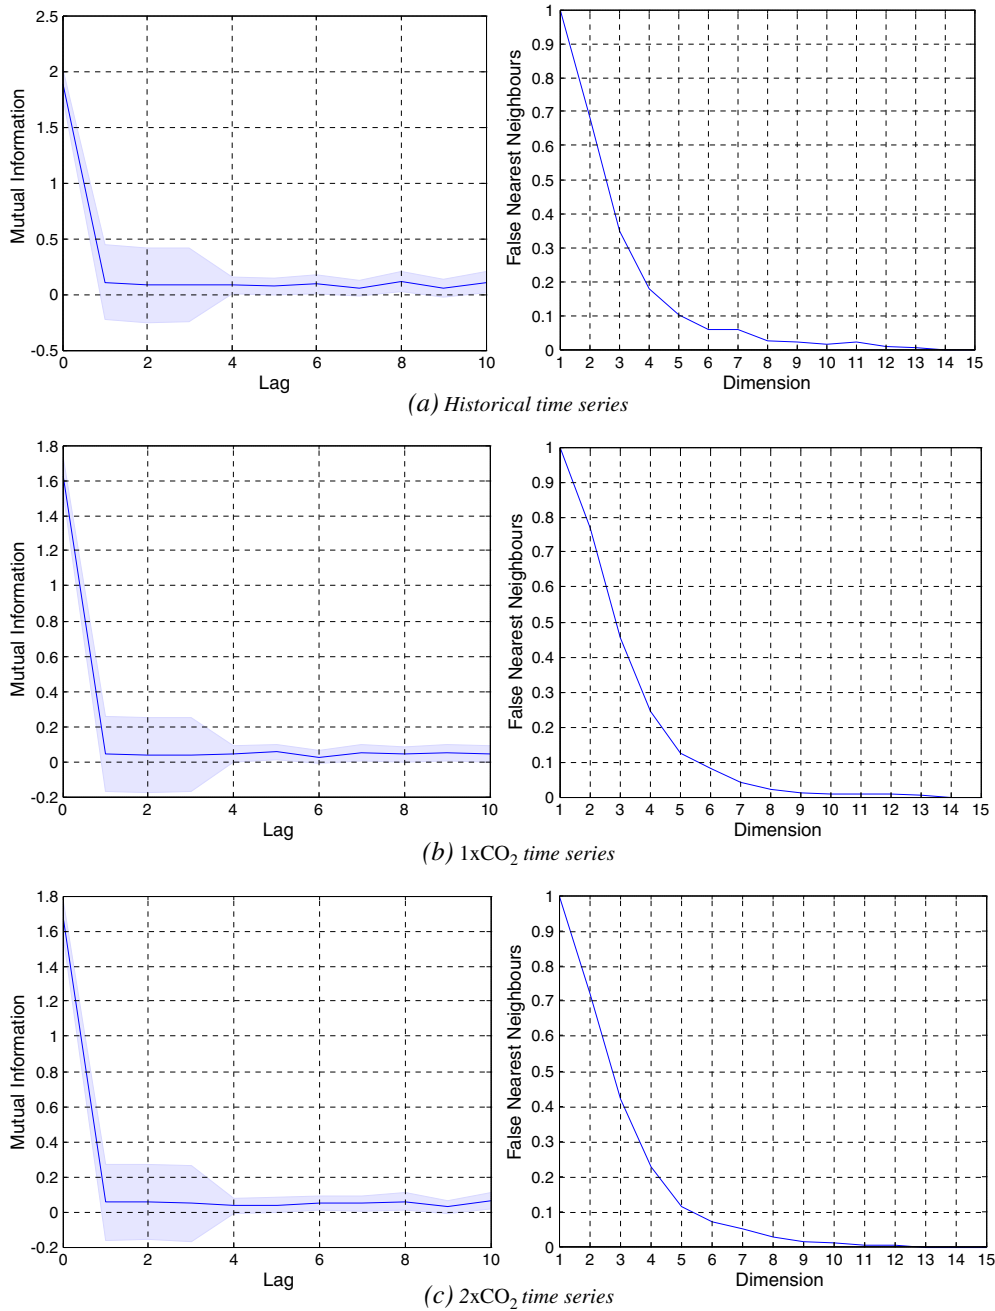 2.5
2
1.5
1
0.5
0
-0.5
Mutual Information
0 2 4 6 8 10
Lag
1
0.9
0.8
0.7
0.6
0.5
0.4
0.3
0.2
0.1
0
False Nearest Neighbours
1 2 3 4 5 6 7 8 9 10 11 12 13 14 15
Dimension
(a) Historical time series
1.8
1.6
1.4
1.2
1
0.8
0.6
0.4
0.2
0
-0.2
Mutual Information
0 2 4 6 8 10
Lag
1
0.9
0.8
0.7
0.6
0.5
0.4
0.3
0.2
0.1
0
False Nearest Neighbours
1 2 3 4 5 6 7 8 9 10 11 12 13 14 15
Dimension
(b) 1xCO₂ time series
1.8
1.6
1.4
1.2
1
0.8
0.6
0.4
0.2
0
-0.2
Mutual Information
0 2 4 6 8 10
Lag
1
0.9
0.8
0.7
0.6
0.5
0.4
0.3
0.2
0.1
0
False Nearest Neighbours
1 2 3 4 5 6 7 8 9 10 11 12 13 14 15
Dimension
(c) 2xCO₂ time series